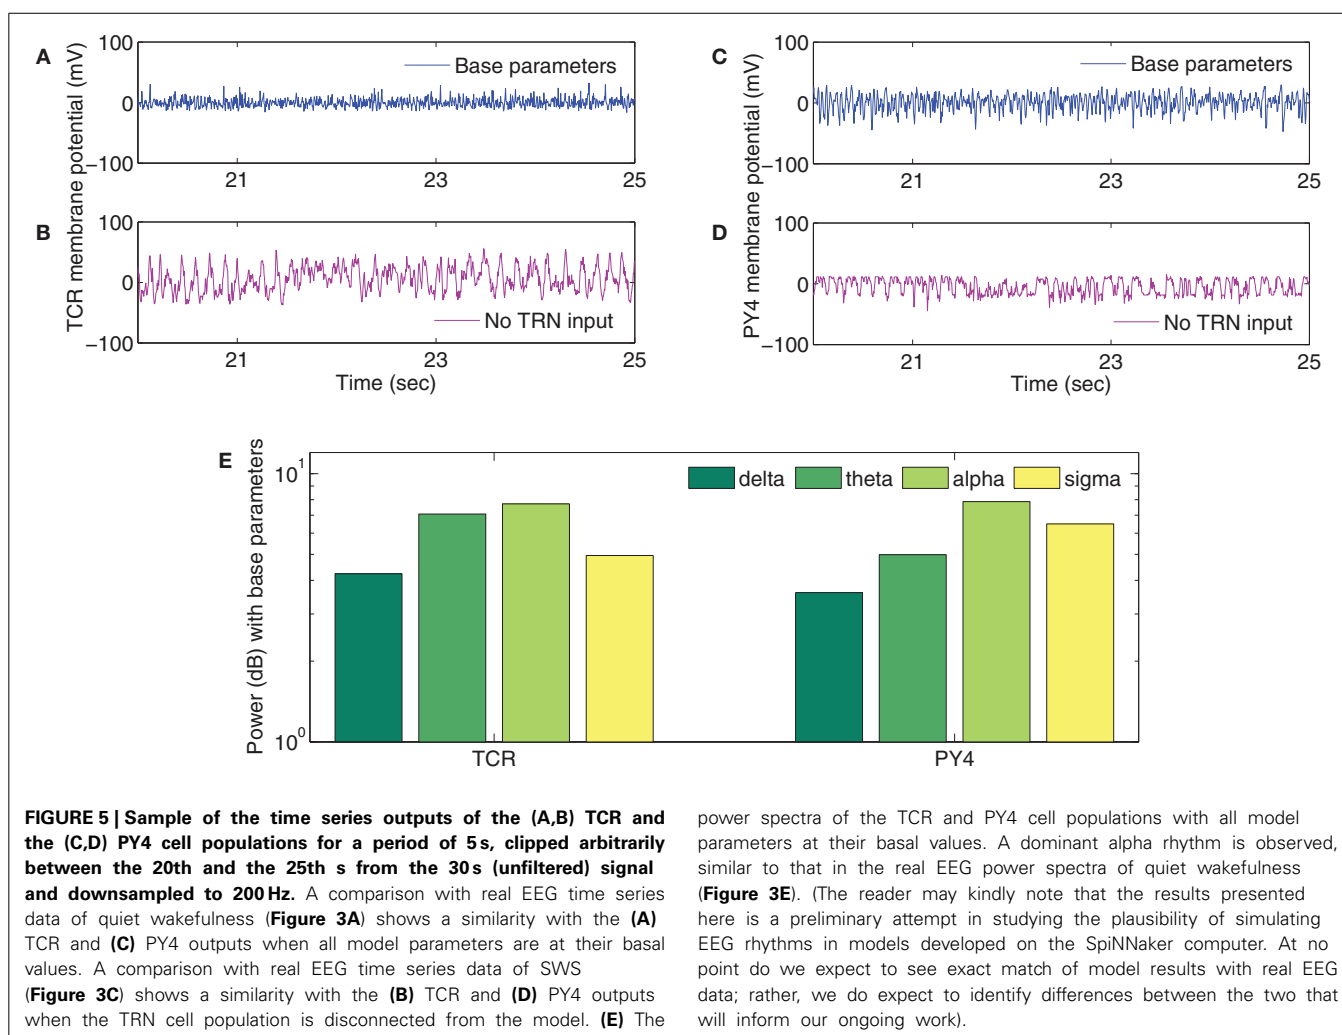 A
TCR membrane potential (mV)
100
0
−100
Base parameters
21
23
25
B
100
0
−100
No TRN input
21
23
25
Time (sec)
C
PY4 membrane potential (mV)
100
0
−100
Base parameters
21
23
25
D
100
0
−100
No TRN input
21
23
25
Time (sec)
E
Power (dB) with base parameters
10^1
10^0
delta
theta
alpha
sigma
TCR
PY4
FIGURE 5 | Sample of the time series outputs of the (A,B) TCR and
the (C,D) PY4 cell populations for a period of 5 s, clipped arbitrarily
between the 20th and the 25th s from the 30 s (unfiltered) signal
and downsampled to 200 Hz. A comparison with real EEG time series
data of quiet wakefulness (Figure 3A) shows a similarity with the (A)
TCR and (C) PY4 outputs when all model parameters are at their basal
values. A comparison with real EEG time series data of SWS
(Figure 3C) shows a similarity with the (B) TCR and (D) PY4 outputs
when the TRN cell population is disconnected from the model. (E) The
power spectra of the TCR and PY4 cell populations with all model
parameters at their basal values. A dominant alpha rhythm is observed,
similar to that in the real EEG power spectra of quiet wakefulness
(Figure 3E). (The reader may kindly note that the results presented
here is a preliminary attempt in studying the plausibility of simulating
EEG rhythms in models developed on the SpiNNaker computer. At no
point do we expect to see exact match of model results with real EEG
data; rather, we do expect to identify differences between the two that
will inform our ongoing work).